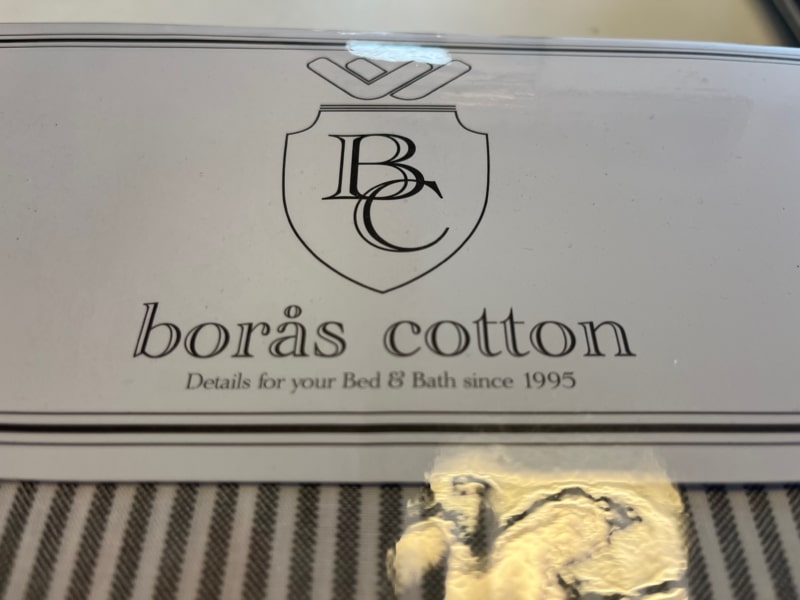 BC
borås cotton
Details for your Bed & Bath since 1995